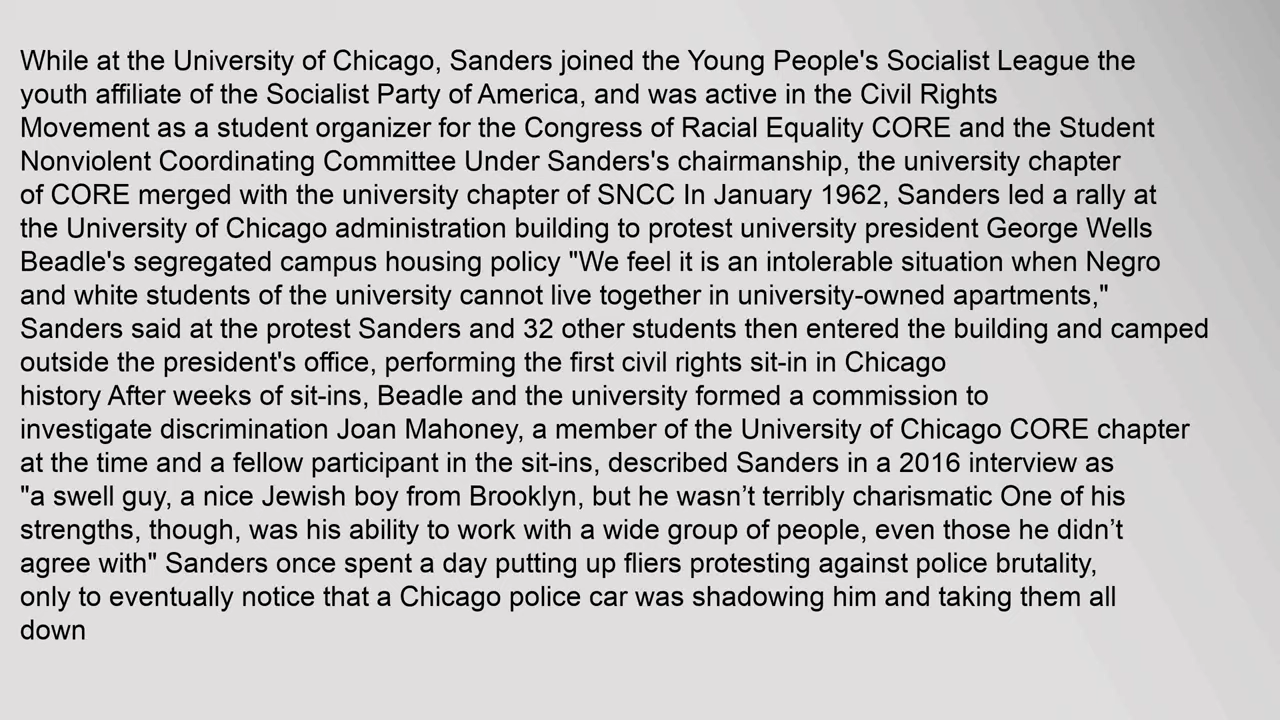 While at the University of Chicago, Sanders joined the Young People's Socialist League the
youth affiliate of the Socialist Party of America, and was active in the Civil Rights
Movement as a student organizer for the Congress of Racial Equality CORE and the Student
Nonviolent Coordinating Committee Under Sanders's chairmanship, the university chapter
of CORE merged with the university chapter of SNCC In January 1962, Sanders led a rally at
the University of Chicago administration building to protest university president George Wells
Beadle's segregated campus housing policy "We feel it is an intolerable situation when Negro
and white students of the university cannot live together in university-owned apartments,"
Sanders said at the protest Sanders and 32 other students then entered the building and camped
outside the president's office, performing the first civil rights sit-in in Chicago
history After weeks of sit-ins, Beadle and the university formed a commission to
investigate discrimination Joan Mahoney, a member of the University of Chicago CORE chapter
at the time and a fellow participant in the sit-ins, described Sanders in a 2016 interview as
"a swell guy, a nice Jewish boy from Brooklyn, but he wasn’t terribly charismatic One of his
strengths, though, was his ability to work with a wide group of people, even those he didn’t
agree with" Sanders once spent a day putting up fliers protesting against police brutality,
only to eventually notice that a Chicago police car was shadowing him and taking them all
down